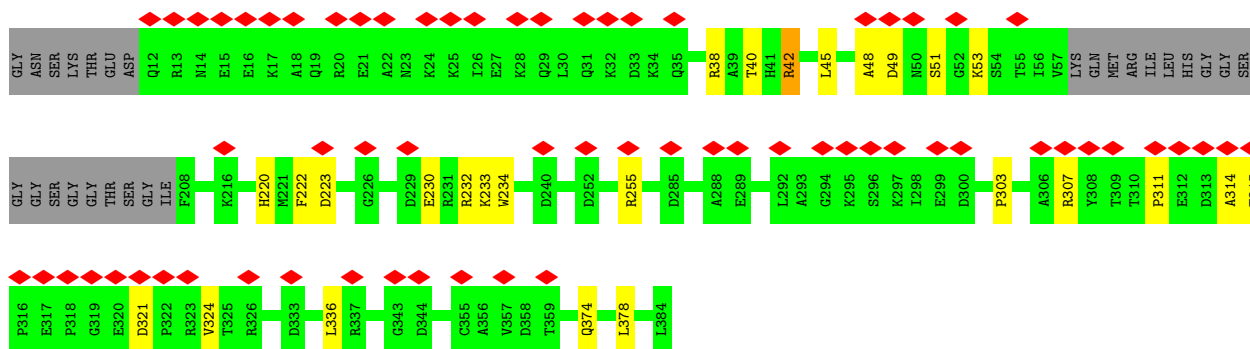 GLY ASN SER LYS THR GLU ASP Q12 R13 N14 E15 E16 K17 A18 Q19 R20 E21 A22 N23 K24 K25 I26 E27 K28 Q29 L30 Q31 K32 D33 K34 Q35 R38 A39 T40 H41 R42 L45 A48 D49 N50 S51 G52 K53 S54 T55 I56 V57 LYS GLN MET ARG ILE LEU HIS GLY GLY SER
GLY GLY SER GLY GLY THR SER GLY ILE F208 K216 H220 M221 F222 D223 G226 D229 E230 R231 R232 K233 W234 D240 D252 R255 D285 A288 E289 L292 A293 G294 K295 S296 K297 I298 E299 D300 P303 A306 R307 Y308 T309 T310 P311 E312 D313 A314
P316 E317 P318 G319 E320 D321 P322 R323 V324 T325 R326 D333 L336 R337 G343 D344 C355 A356 V357 D358 T359 Q374 L378 L384